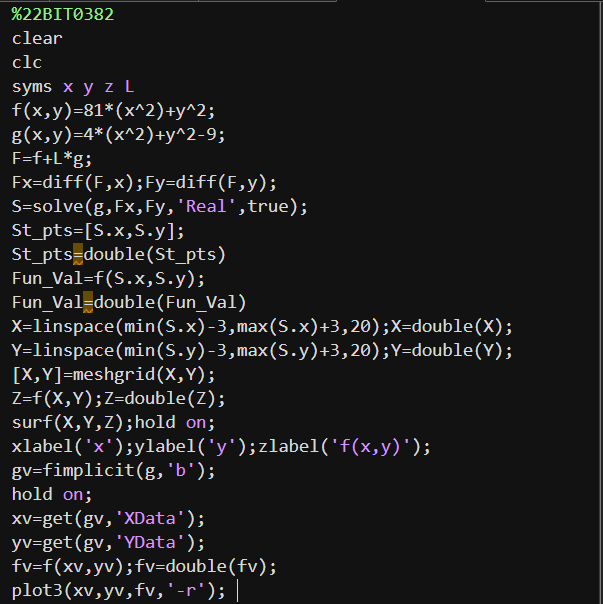 %22BIT0382
clear
clc
syms x y z L
f(x,y)=81*(x^2)+y^2;
g(x,y)=4*(x^2)+y^2-9;
F=f+L*g;
Fx=diff(F,x);Fy=diff(F,y);
S=solve(g,Fx,Fy,'Real',true);
St_pts=[S.x,S.y];
St_pts=double(St_pts)
Fun_Val=f(S.x,S.y);
Fun_Val=double(Fun_Val)
X=linspace(min(S.x)-3,max(S.x)+3,20);X=double(X);
Y=linspace(min(S.y)-3,max(S.y)+3,20);Y=double(Y);
[X,Y]=meshgrid(X,Y);
Z=f(X,Y);Z=double(Z);
surf(X,Y,Z);hold on;
xlabel('x');ylabel('y');zlabel('f(x,y)');
gv=fimplicit(g,'b');
hold on;
xv=get(gv,'XData');
yv=get(gv,'YData');
fv=f(xv,yv);fv=double(fv);
plot3(xv,yv,fv,'-r');